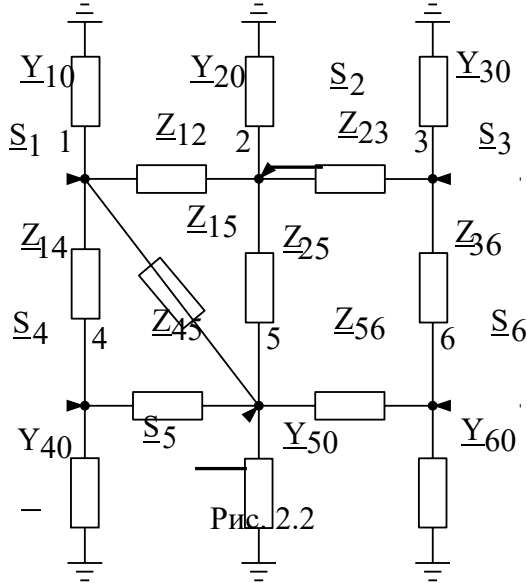 Y10 Y20 S2 Y30
S1 1 Z12 2 Z23 3 S3
Z14 Z15 Z25 Z36
S4 4 Z45 5 Z56 6 S6
Y40 S5 Y50 Y60
Рис. 2.2